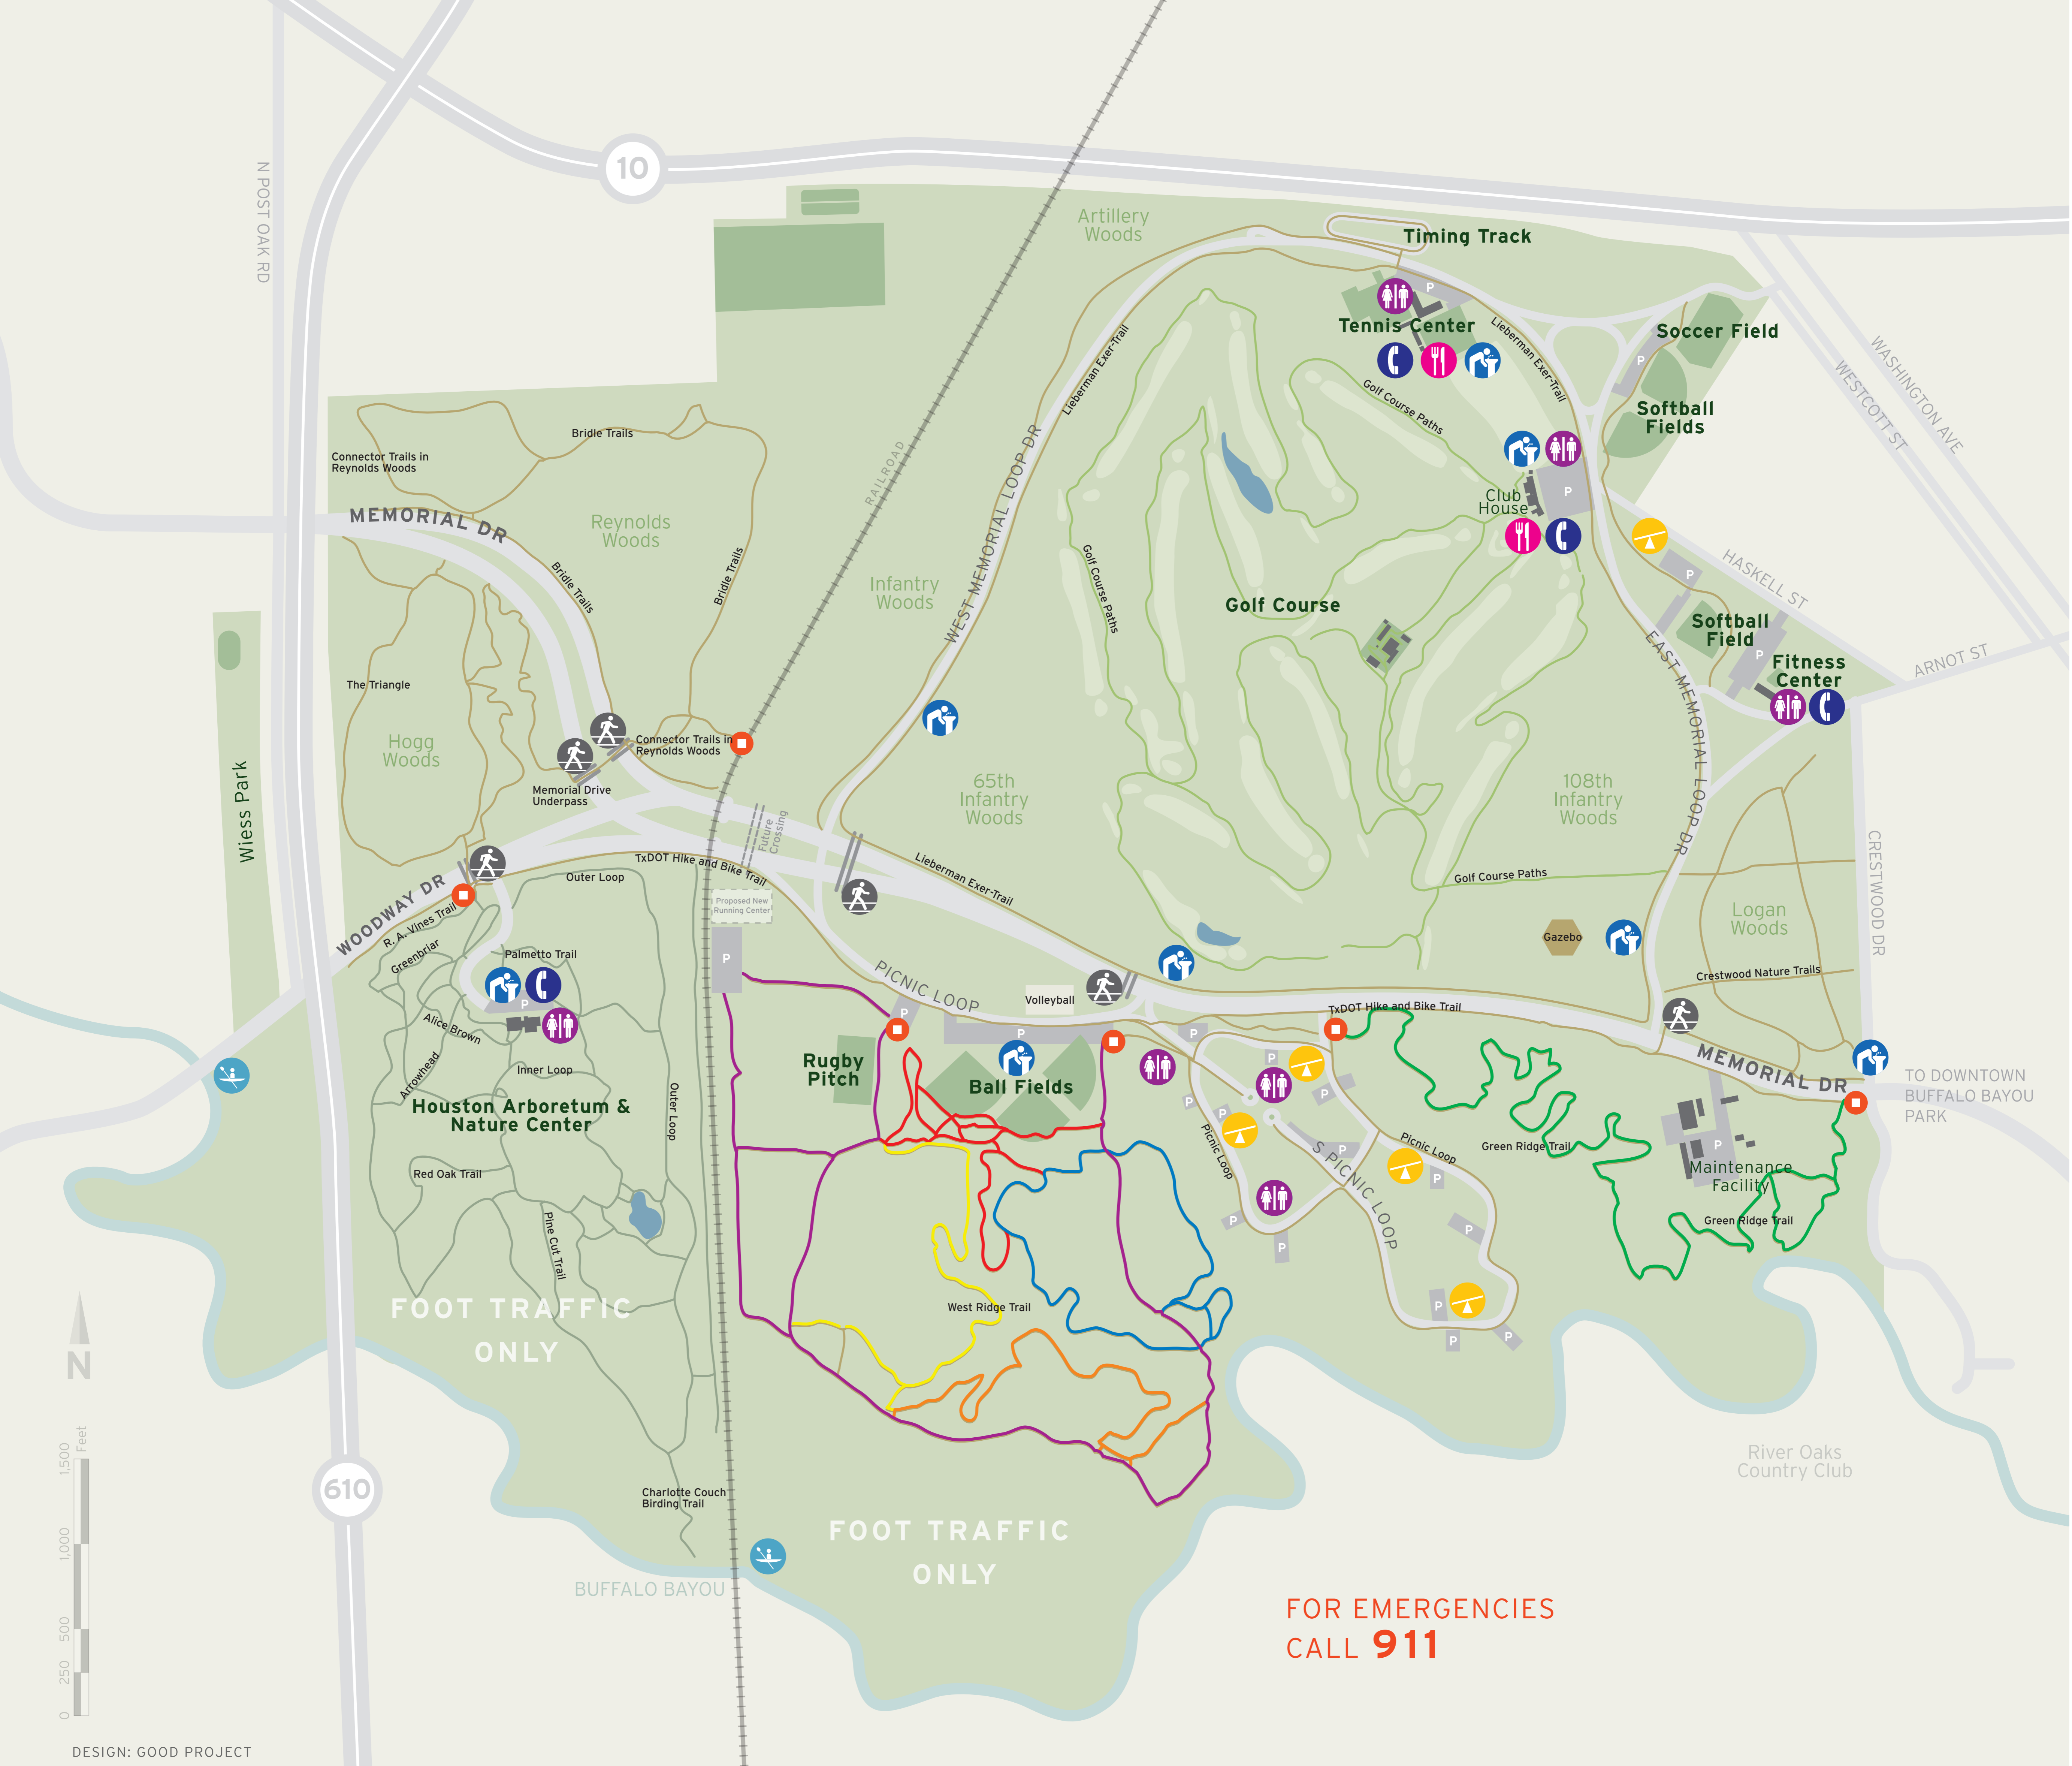 10
N POST OAK RD
Artillery
Woods
Timing Track
P
Tennis Center
Lieberman Exer-Trail
Soccer Field
P
Softball
Fields
WASHINGTON AVE
WESTCOTT ST
Lieberman Exer-Trail
Golf Course Paths
Bridle Trails
Connector Trails in
Reynolds Woods
RAILROAD
WEST MEMORIAL LOOP DR
Club
House
P
MEMORIAL DR
Reynolds
Woods
Bridle Trails
Bridle Trails
Infantry
Woods
Golf Course Paths
Golf Course
HASKELL ST
P
Softball
Field
P
Fitness
Center
ARNOT ST
EAST MEMORIAL LOOP DR
The Triangle
Hogg
Woods
Connector Trails in
Reynolds Woods
Memorial Drive
Underpass
65th
Infantry
Woods
108th
Infantry
Woods
Wiess Park
Future
Crossing
TxDOT Hike and Bike Trail
Lieberman Exer-Trail
Golf Course Paths
CRESTWOOD DR
Outer Loop
WOODWAY DR
R. A. Vines Trail
Greenbriar
Proposed New
Running Center
Gazebo
Logan
Woods
Palmetto Trail
P
P
PICNIC LOOP
Crestwood Nature Trails
Volleyball
TxDOT Hike and Bike Trail
P
P
P
Alice Brown
Arrowhead
Inner Loop
Outer Loop
Rugby
Pitch
Ball Fields
P
P
P
P
MEMORIAL DR
TO DOWNTOWN
BUFFALO BAYOU
PARK
Houston Arboretum &
Nature Center
Picnic Loop
S PICNIC LOOP
P
Picnic Loop
P
Green Ridge Trail
P
Maintenance
Facility
Green Ridge Trail
Red Oak Trail
Pine Cut Trail
P
P
P
P
P
P
West Ridge Trail
FOOT TRAFFIC
ONLY
N
Feet
1,500
1,000
500
250
0
610
Charlotte Couch
Birding Trail
FOOT TRAFFIC
ONLY
BUFFALO BAYOU
River Oaks
Country Club
FOR EMERGENCIES
CALL 911
DESIGN: GOOD PROJECT